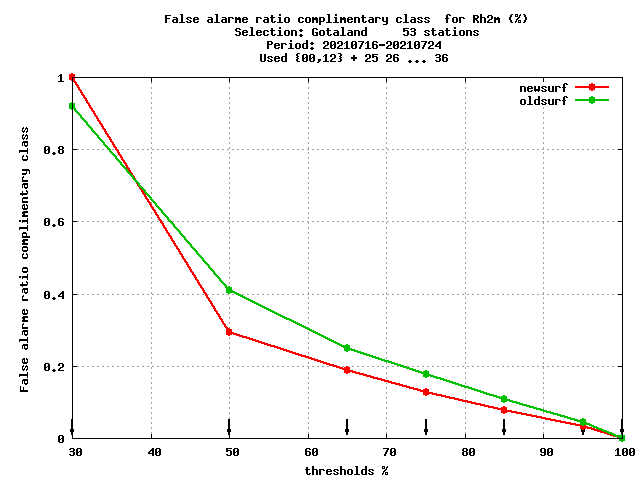 False alarme ratio complimentary class  for Rh2m (%)
Selection: Gotaland     53 stations
Period: 20210716-20210724
Used {00,12} + 25 26 ... 36
newsurf
oldsurf
False alarme ratio complimentary class
1
0.8
0.6
0.4
0.2
0
30 40 50 60 70 80 90 100
thresholds %